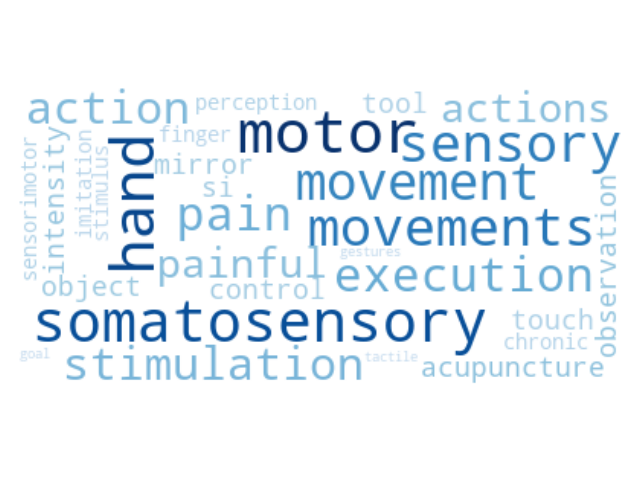 action perception tool actions
finger motor sensory
mirror
si movement
hand
sensorimotor
intensity
imitation
stimulus
pain movements
observation
gestures
painful execution
object control
somatosensory touch
chronic
goal stimulation tactile acupuncture